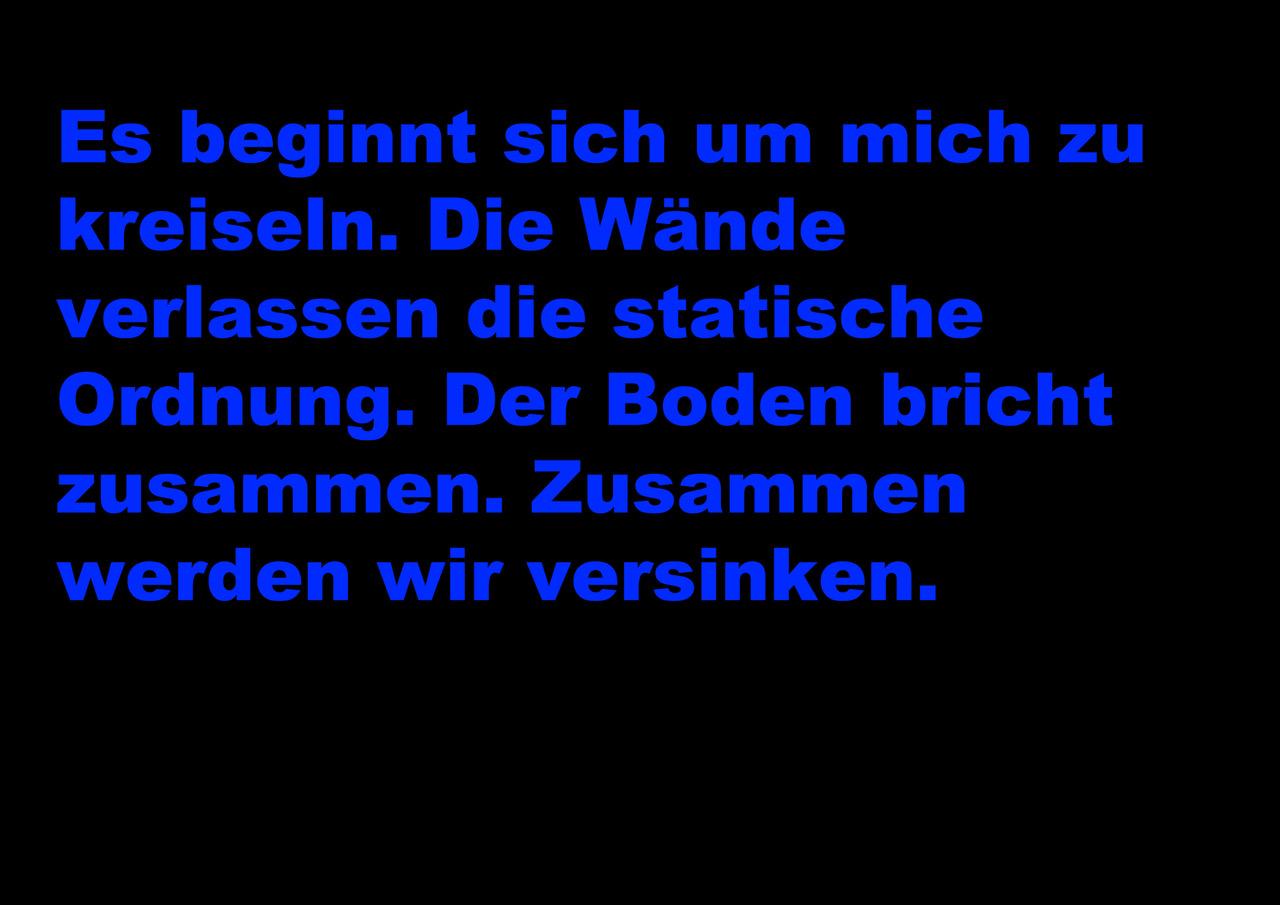 Es beginnt sich um mich zu
kreiseln. Die Wände
verlassen die statische
Ordnung. Der Boden bricht
zusammen. Zusammen
werden wir versinken.